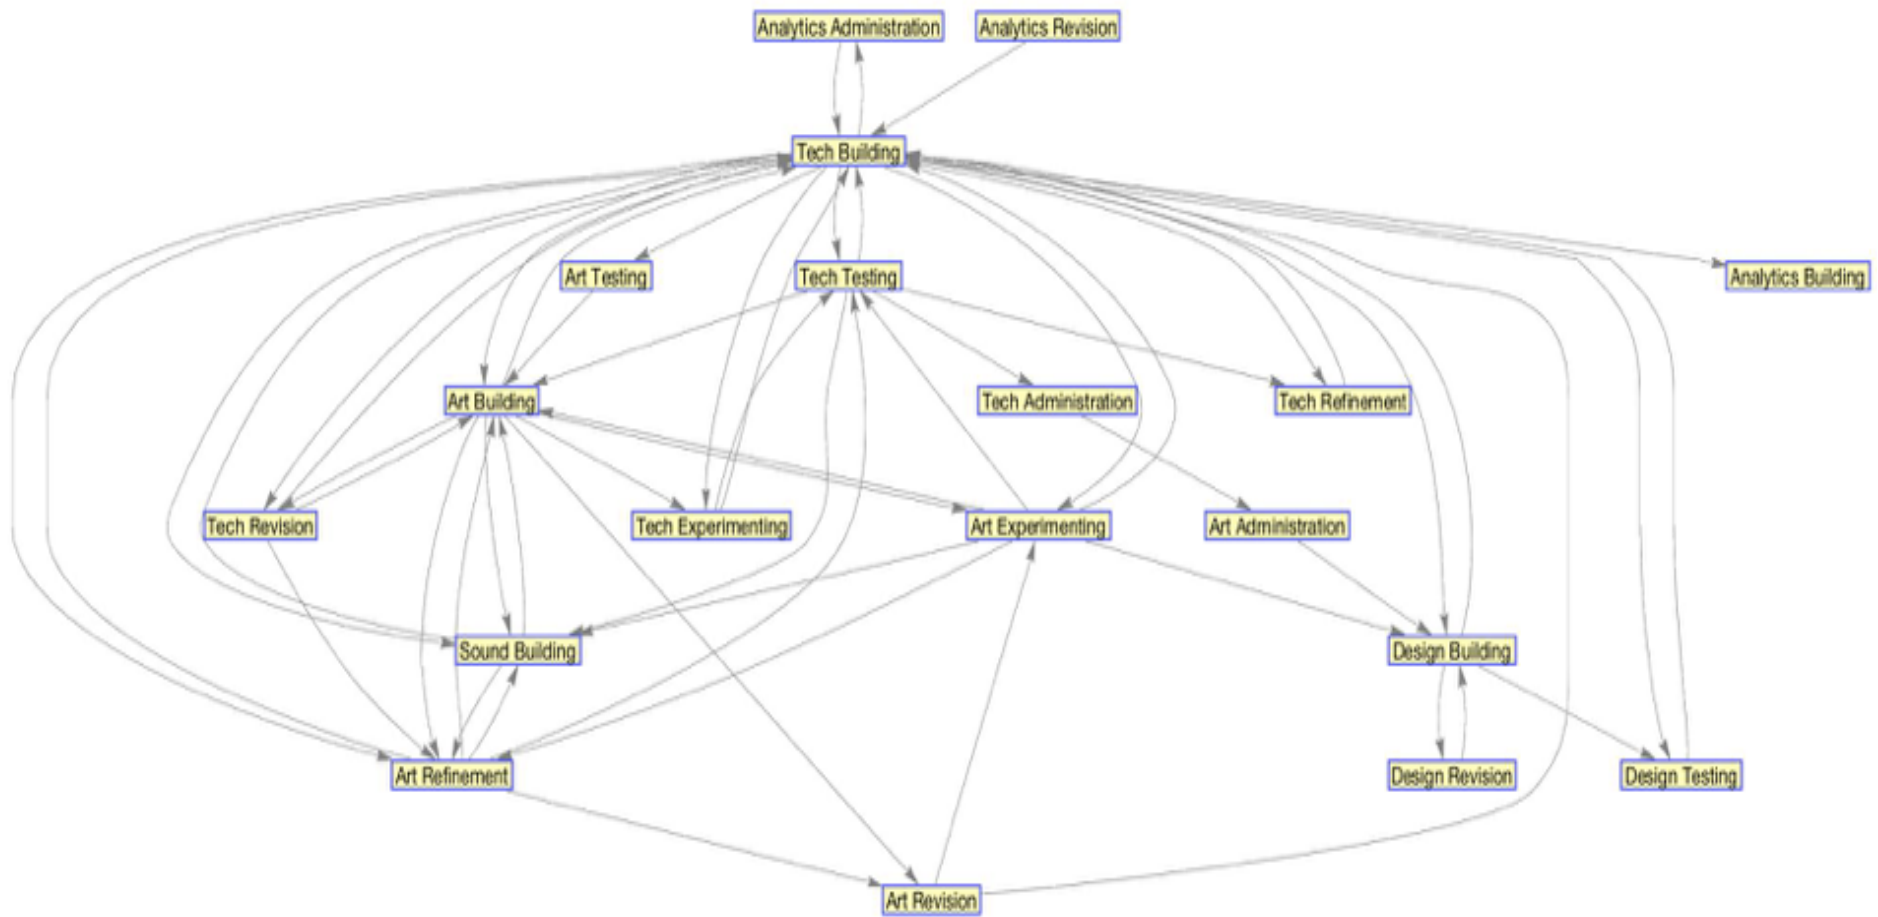 Analytics Administration
Analytics Revision
Tech Building
Art Testing
Tech Testing
Analytics Building
Art Building
Tech Administration
Tech Refinement
Tech Revision
Tech Experimenting
Art Experimenting
Art Administration
Sound Building
Design Building
Art Refinement
Design Revision
Design Testing
Art Revision